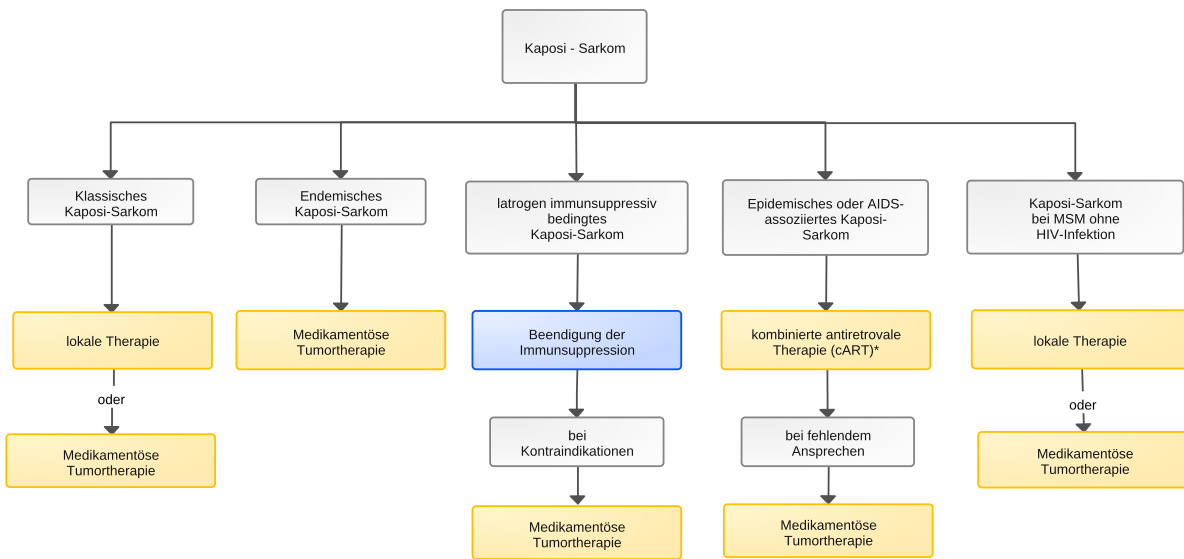 Kaposi - Sarkom
Klassisches
Kaposi-Sarkom
Endemisches
Kaposi-Sarkom
Iatrogen immunsuppressiv
bedingtes
Kaposi-Sarkom
Epidemisches oder AIDS-
assoziiertes Kaposi-
Sarkom
Kaposi-Sarkom
bei MSM ohne
HIV-Infektion
lokale Therapie
Medikamentöse
Tumortherapie
Beendigung der
Immunsuppression
kombinierte antiretrovale
Therapie (cART)*
lokale Therapie
oder
oder
Medikamentöse
Tumortherapie
bei
Kontraindikationen
bei fehlendem
Ansprechen
Medikamentöse
Tumortherapie
Medikamentöse
Tumortherapie
Medikamentöse
Tumortherapie